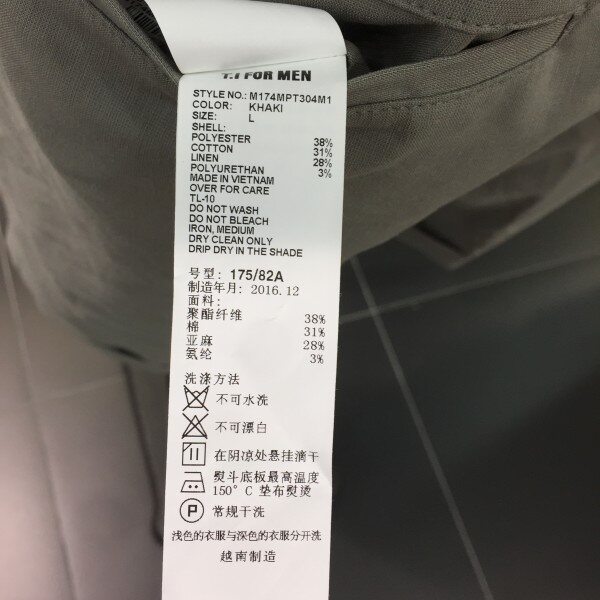 T.I FOR MEN
STYLE NO.: M174MPT304M1
COLOR: KHAKI
SIZE: L
SHELL:
POLYESTER 38%
COTTON 31%
LINEN 28%
POLYURETHAN 3%
MADE IN VIETNAM
OVER FOR CARE
TL-10
DO NOT WASH
DO NOT BLEACH
IRON, MEDIUM
DRY CLEAN ONLY
DRIP DRY IN THE SHADE
号型: 175/82A
制造年月: 2016.12
面料:
聚酯纤维 38%
棉 31%
亚麻 28%
氨纶 3%
洗涤方法
不可水洗
不可漂白
在阴凉处悬挂滴干
熨斗底板最高温度
150°C 垫布熨烫
P 常规干洗
浅色的衣服与深色的衣服分开洗
越南制造